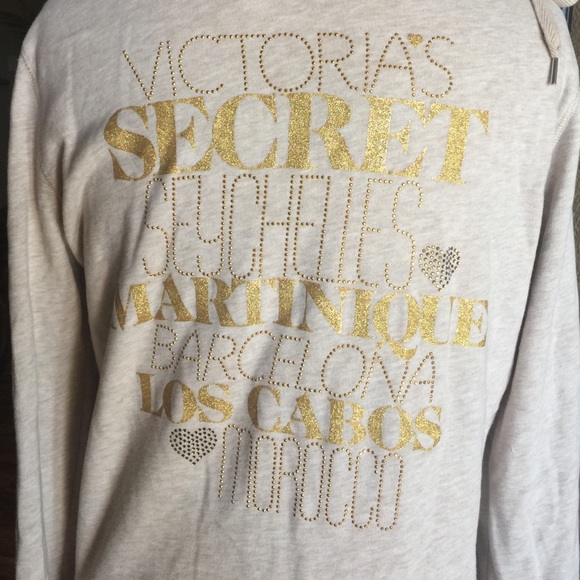 VICTORIA'S
SECRET
SEYCHELLES
MARTINIQUE
BARCELONA
LOS CABOS
MOROCCO